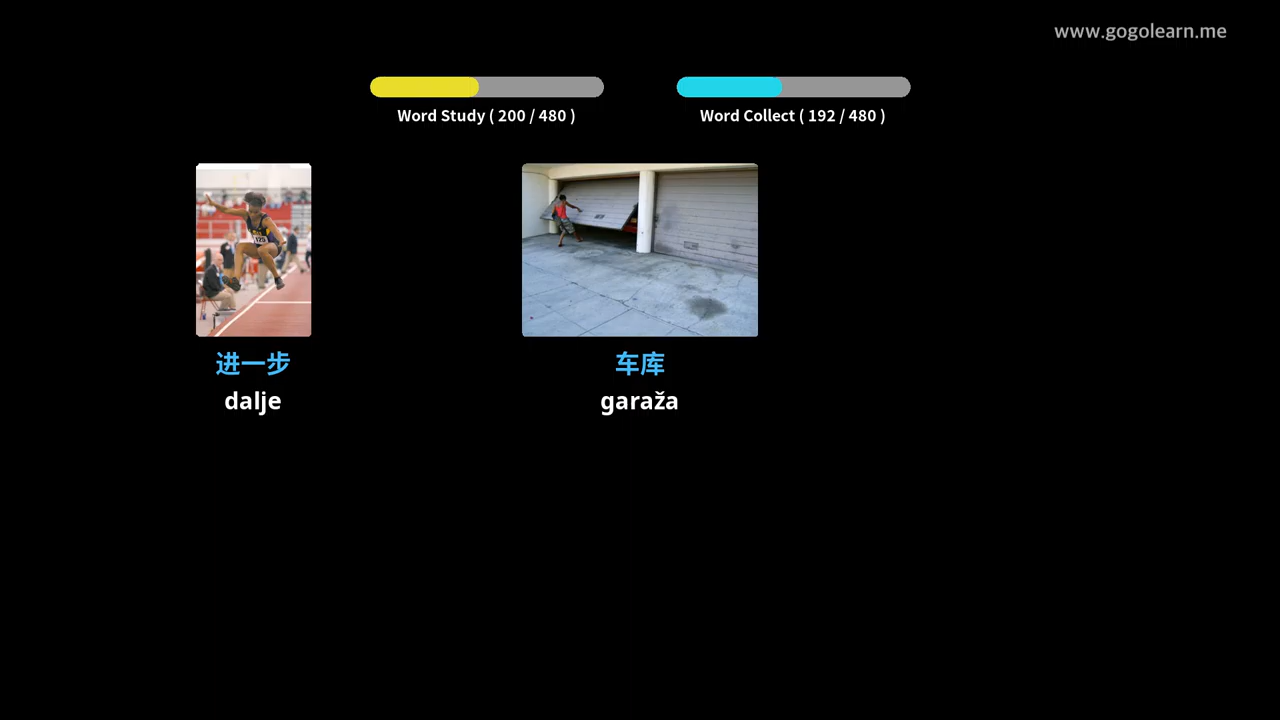 www.gogolearn.me
Word Study ( 200 / 480 )
Word Collect ( 192 / 480 )
进一步
dalje
车库
garaža